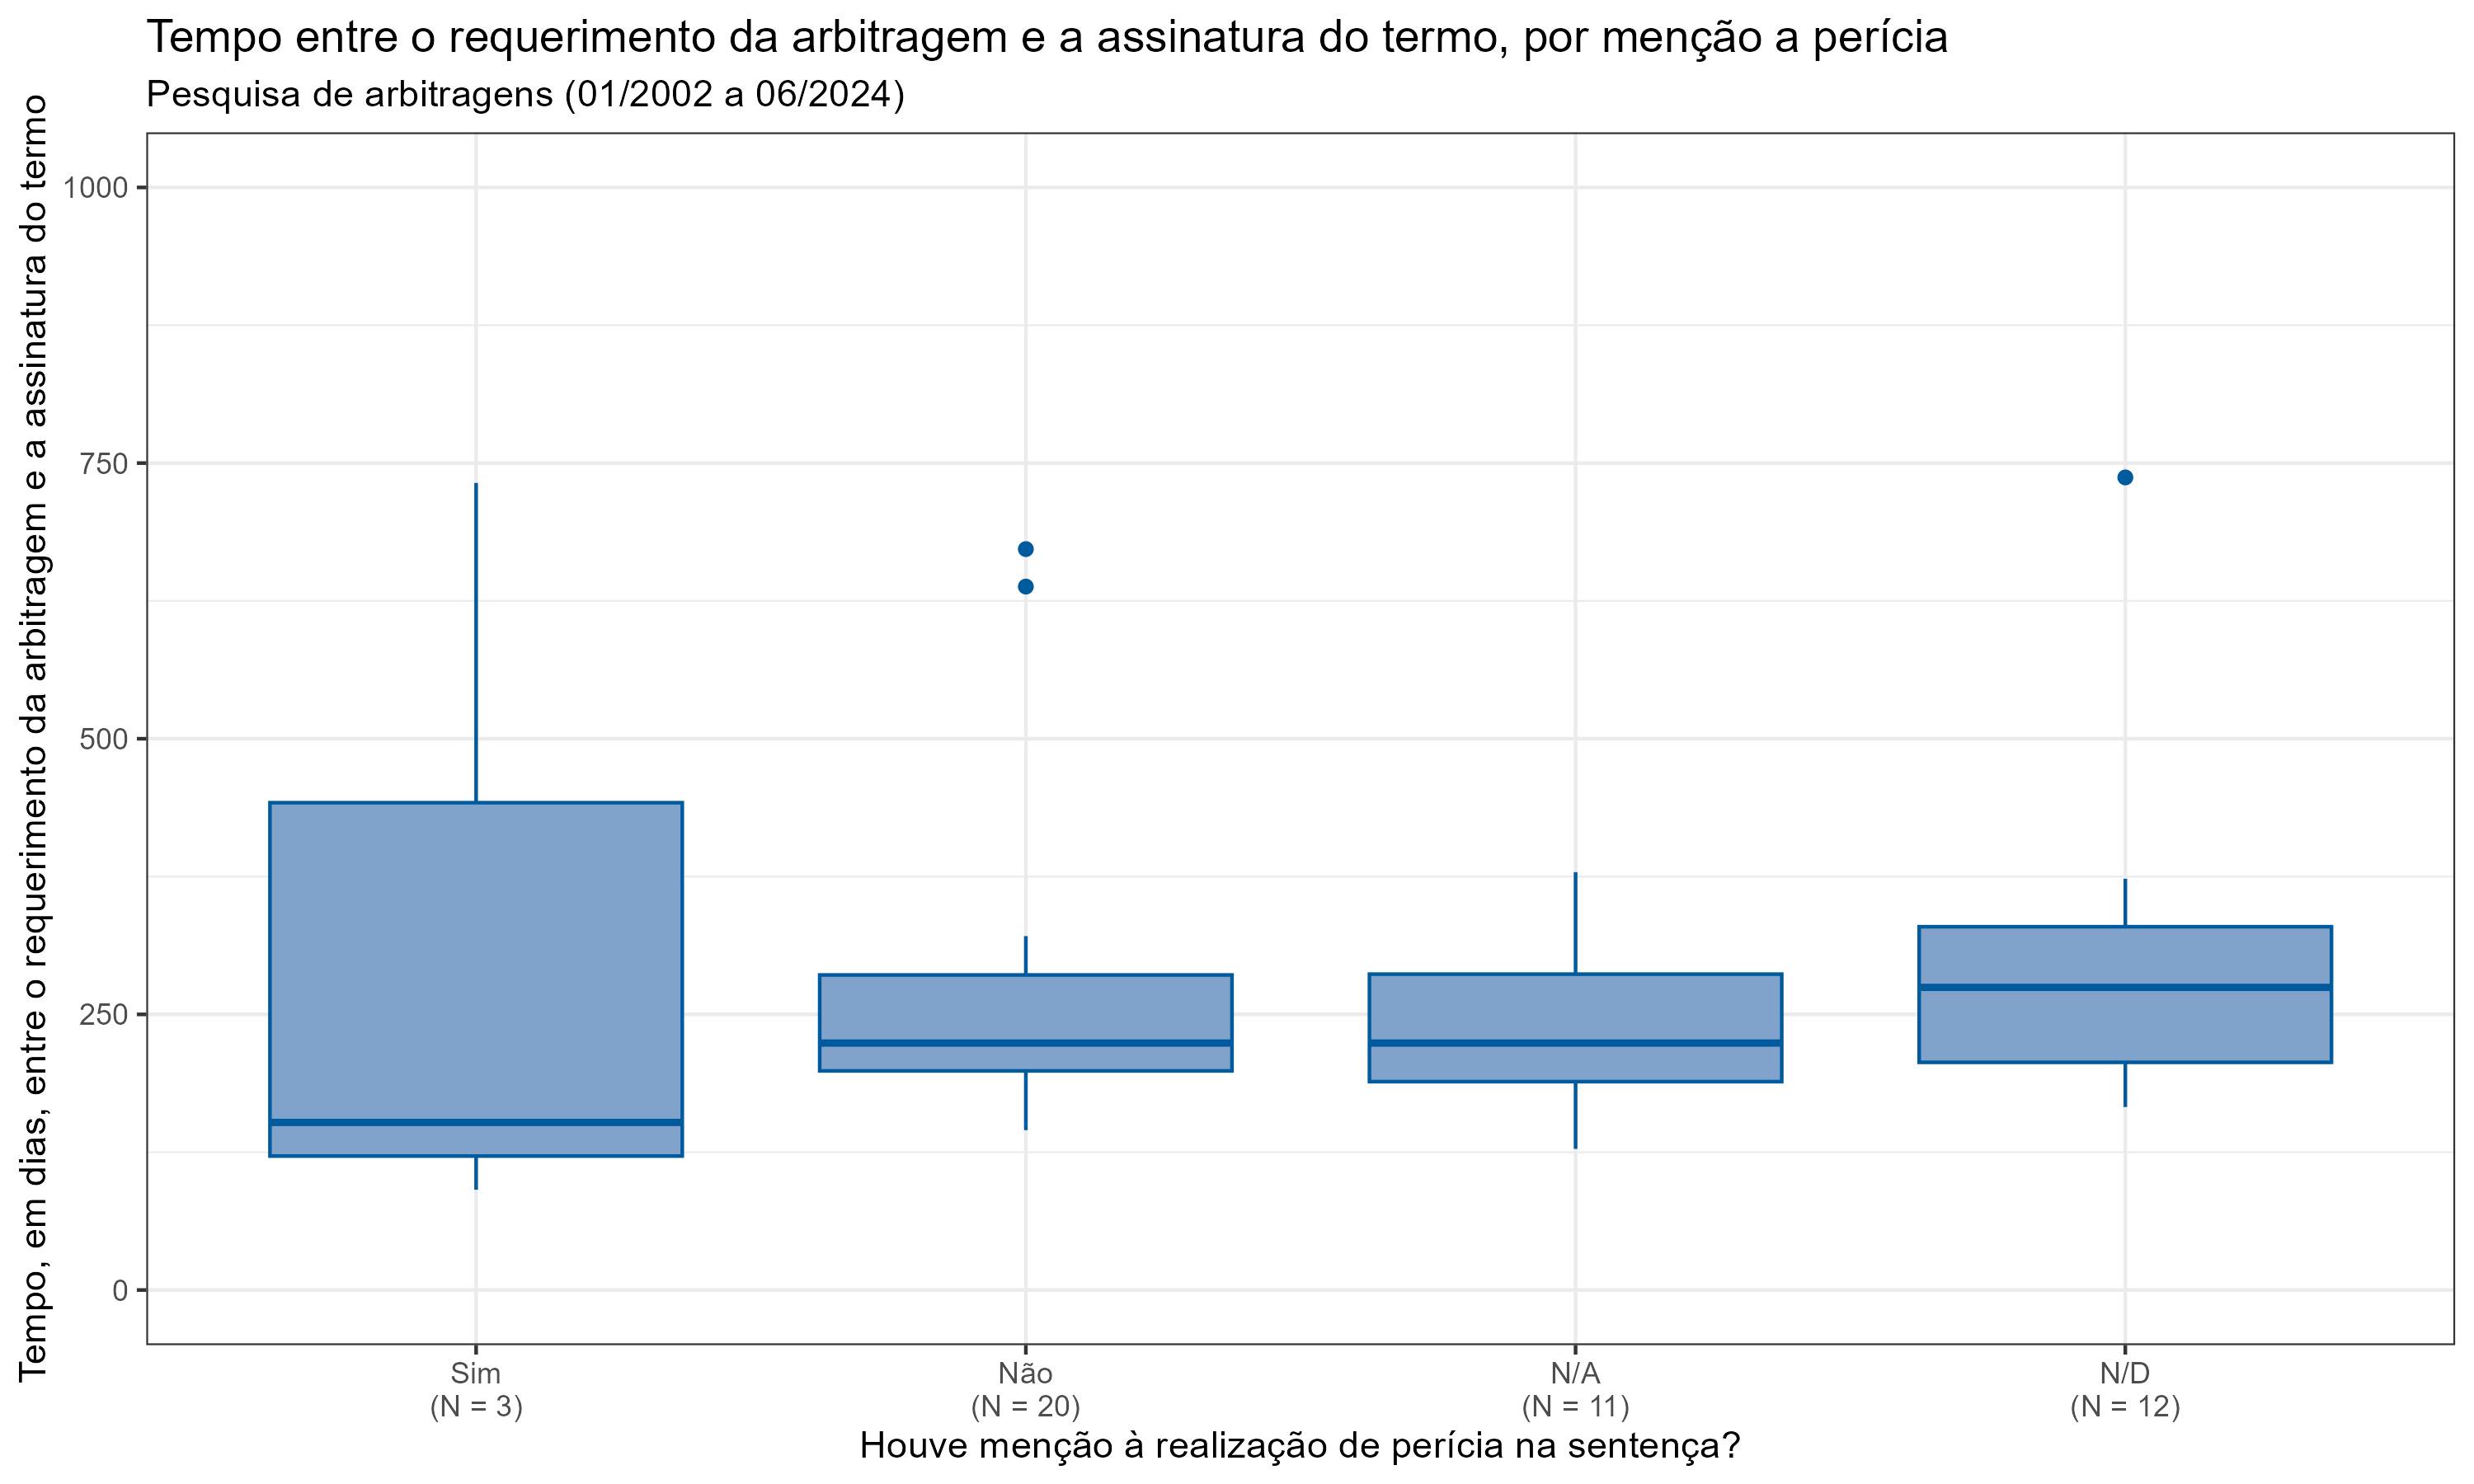 Tempo entre o requerimento da arbitragem e a assinatura do termo, por menção a perícia
Pesquisa de arbitragens (01/2002 a 06/2024)
Tempo, em dias, entre o requerimento da arbitragem e a assinatura do termo
1000
750
500
250
0
Sim
(N = 3)
Não
(N = 20)
N/A
(N = 11)
N/D
(N = 12)
Houve menção à realização de perícia na sentença?